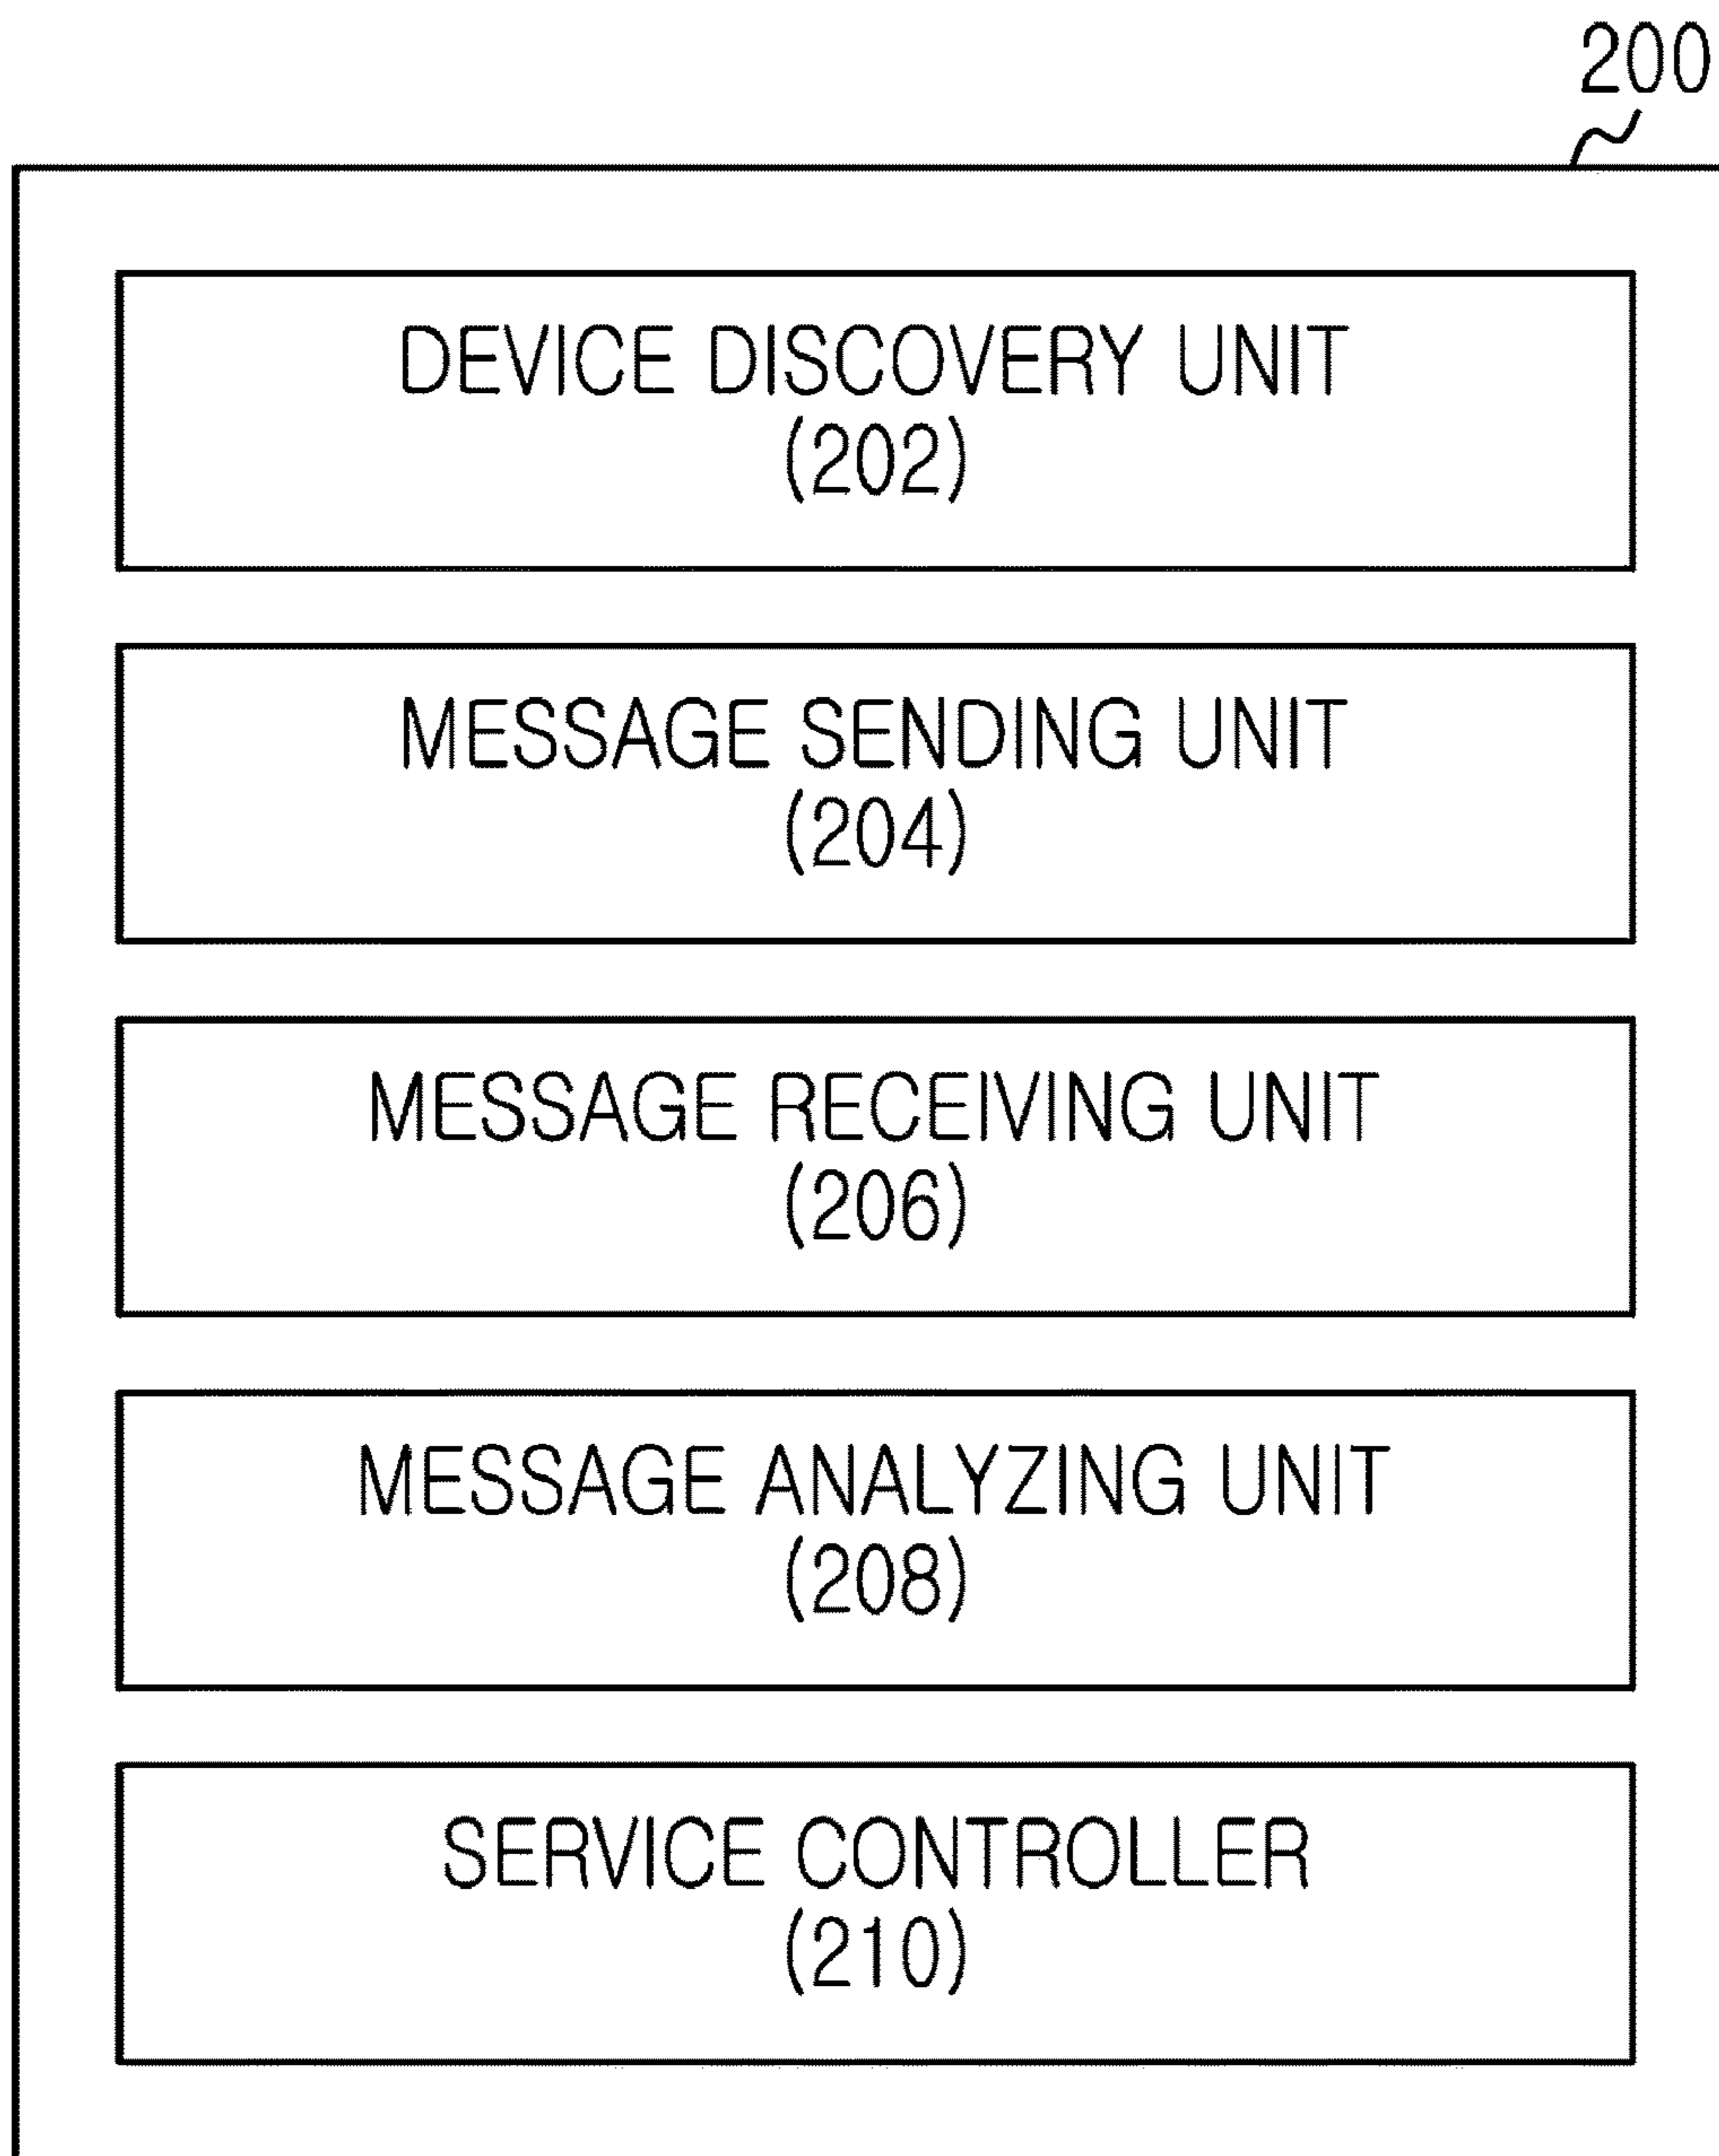 200
DEVICE DISCOVERY UNIT
(202)
MESSAGE SENDING UNIT
(204)
MESSAGE RECEIVING UNIT
(206)
MESSAGE ANALYZING UNIT
(208)
SERVICE CONTROLLER
(210)